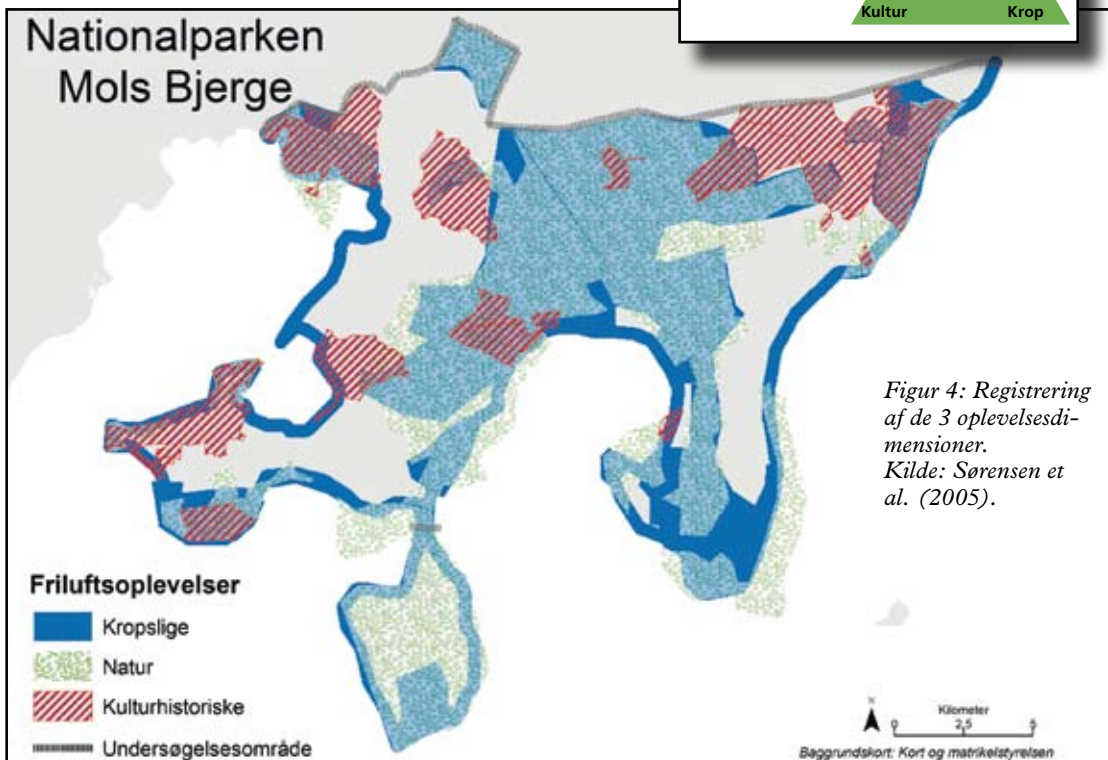 Kultur Krop
Nationalparken
Mols Bjerge
Figur 4: Registrering
af de 3 oplevelsesdi-
mensioner.
Kilde: Sørensen et
al. (2005).
Friluftsoplevelser
Kropslige
Natur
Kulturhistoriske
Undersøgelsesområde
N
Kilometer
0 2,5 5
Baggrundskort: Kort og matrikelstyrelsen